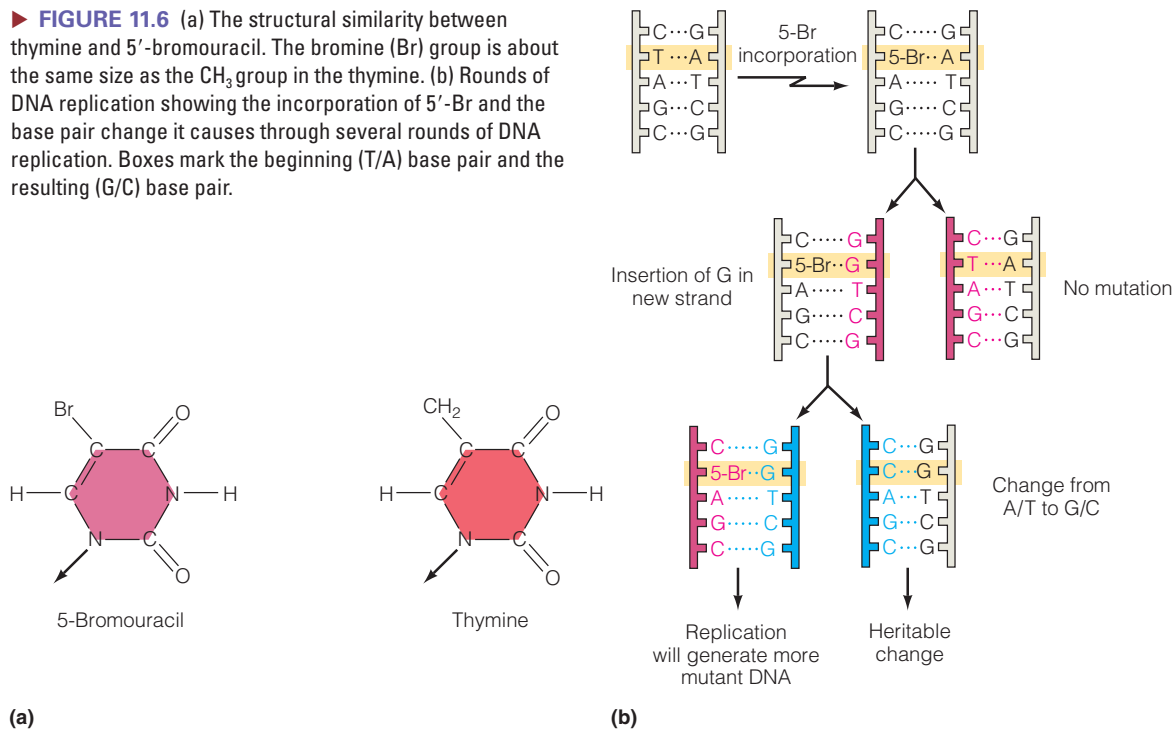 ▶ FIGURE 11.6 (a) The structural similarity between
thymine and 5′-bromouracil. The bromine (Br) group is about
the same size as the CH₃ group in the thymine. (b) Rounds of
DNA replication showing the incorporation of 5′-Br and the
base pair change it causes through several rounds of DNA
replication. Boxes mark the beginning (T/A) base pair and the
resulting (G/C) base pair.
Br
O
C
C
H
C
N
H
N
C
O
5-Bromouracil
CH₂
O
C
C
H
C
N
H
N
C
O
Thymine
(a)
C···G
T···A
A···T
G···C
C···G
5-Br
incorporation
C·····G
5-Br··A
A·····T
G·····C
C·····G
Insertion of G in
new strand
C·····G
5-Br··G
A·····T
G·····C
C·····G
C···G
T···A
A···T
G···C
C···G
No mutation
C·····G
5-Br··G
A·····T
G·····C
C·····G
C···G
C···G
A···T
G···C
C···G
Change from
A/T to G/C
Replication
will generate more
mutant DNA
Heritable
change
(b)